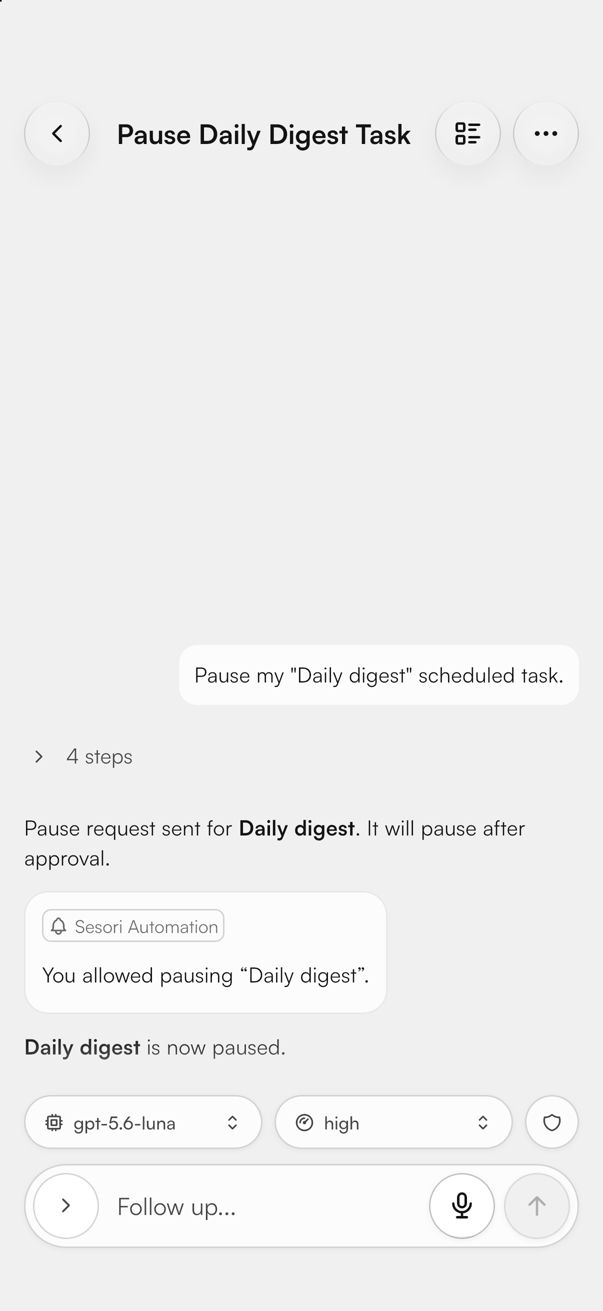 Pause Daily Digest Task
Pause my "Daily digest" scheduled task.
4 steps
Pause request sent for Daily digest. It will pause after
approval.
Sesori Automation
You allowed pausing “Daily digest”.
Daily digest is now paused.
gpt-5.6-luna
high
Follow up...